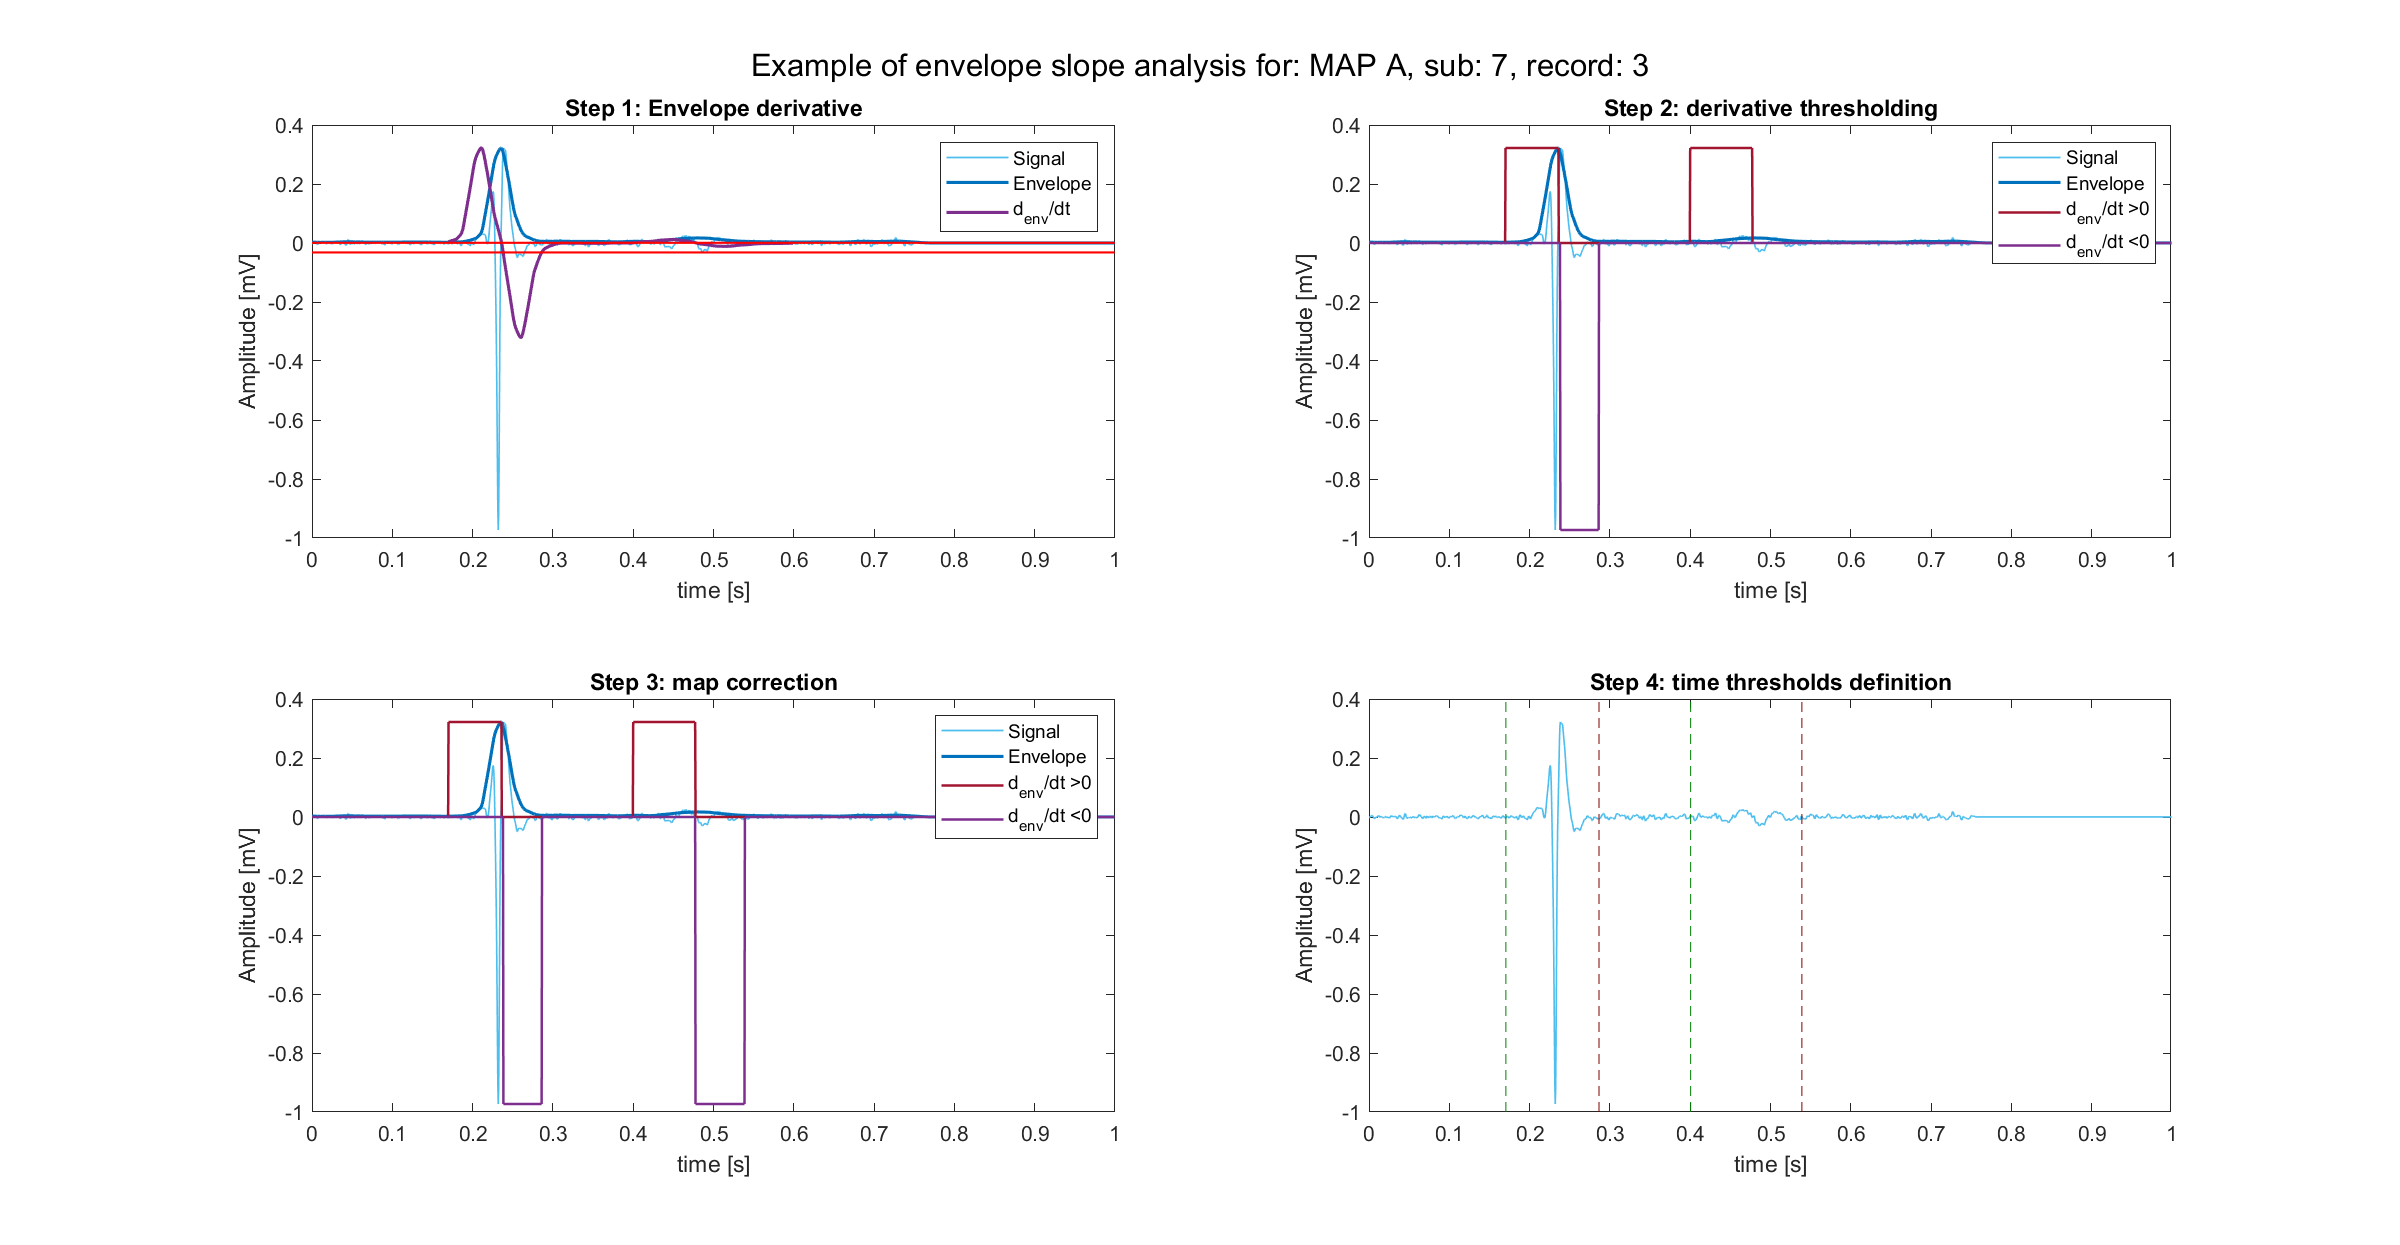 Example of envelope slope analysis for: MAP A, sub: 7, record: 3
Step 1: Envelope derivative
0.4
0.2
0
-0.2
-0.4
-0.6
-0.8
-1
Amplitude [mV]
Signal
Envelope
d_env/dt
0 0.1 0.2 0.3 0.4 0.5 0.6 0.7 0.8 0.9 1
time [s]
Step 2: derivative thresholding
0.4
0.2
0
-0.2
-0.4
-0.6
-0.8
-1
Amplitude [mV]
Signal
Envelope
d_env/dt >0
d_env/dt <0
0 0.1 0.2 0.3 0.4 0.5 0.6 0.7 0.8 0.9 1
time [s]
Step 3: map correction
0.4
0.2
0
-0.2
-0.4
-0.6
-0.8
-1
Amplitude [mV]
Signal
Envelope
d_env/dt >0
d_env/dt <0
0 0.1 0.2 0.3 0.4 0.5 0.6 0.7 0.8 0.9 1
time [s]
Step 4: time thresholds definition
0.4
0.2
0
-0.2
-0.4
-0.6
-0.8
-1
Amplitude [mV]
0 0.1 0.2 0.3 0.4 0.5 0.6 0.7 0.8 0.9 1
time [s]